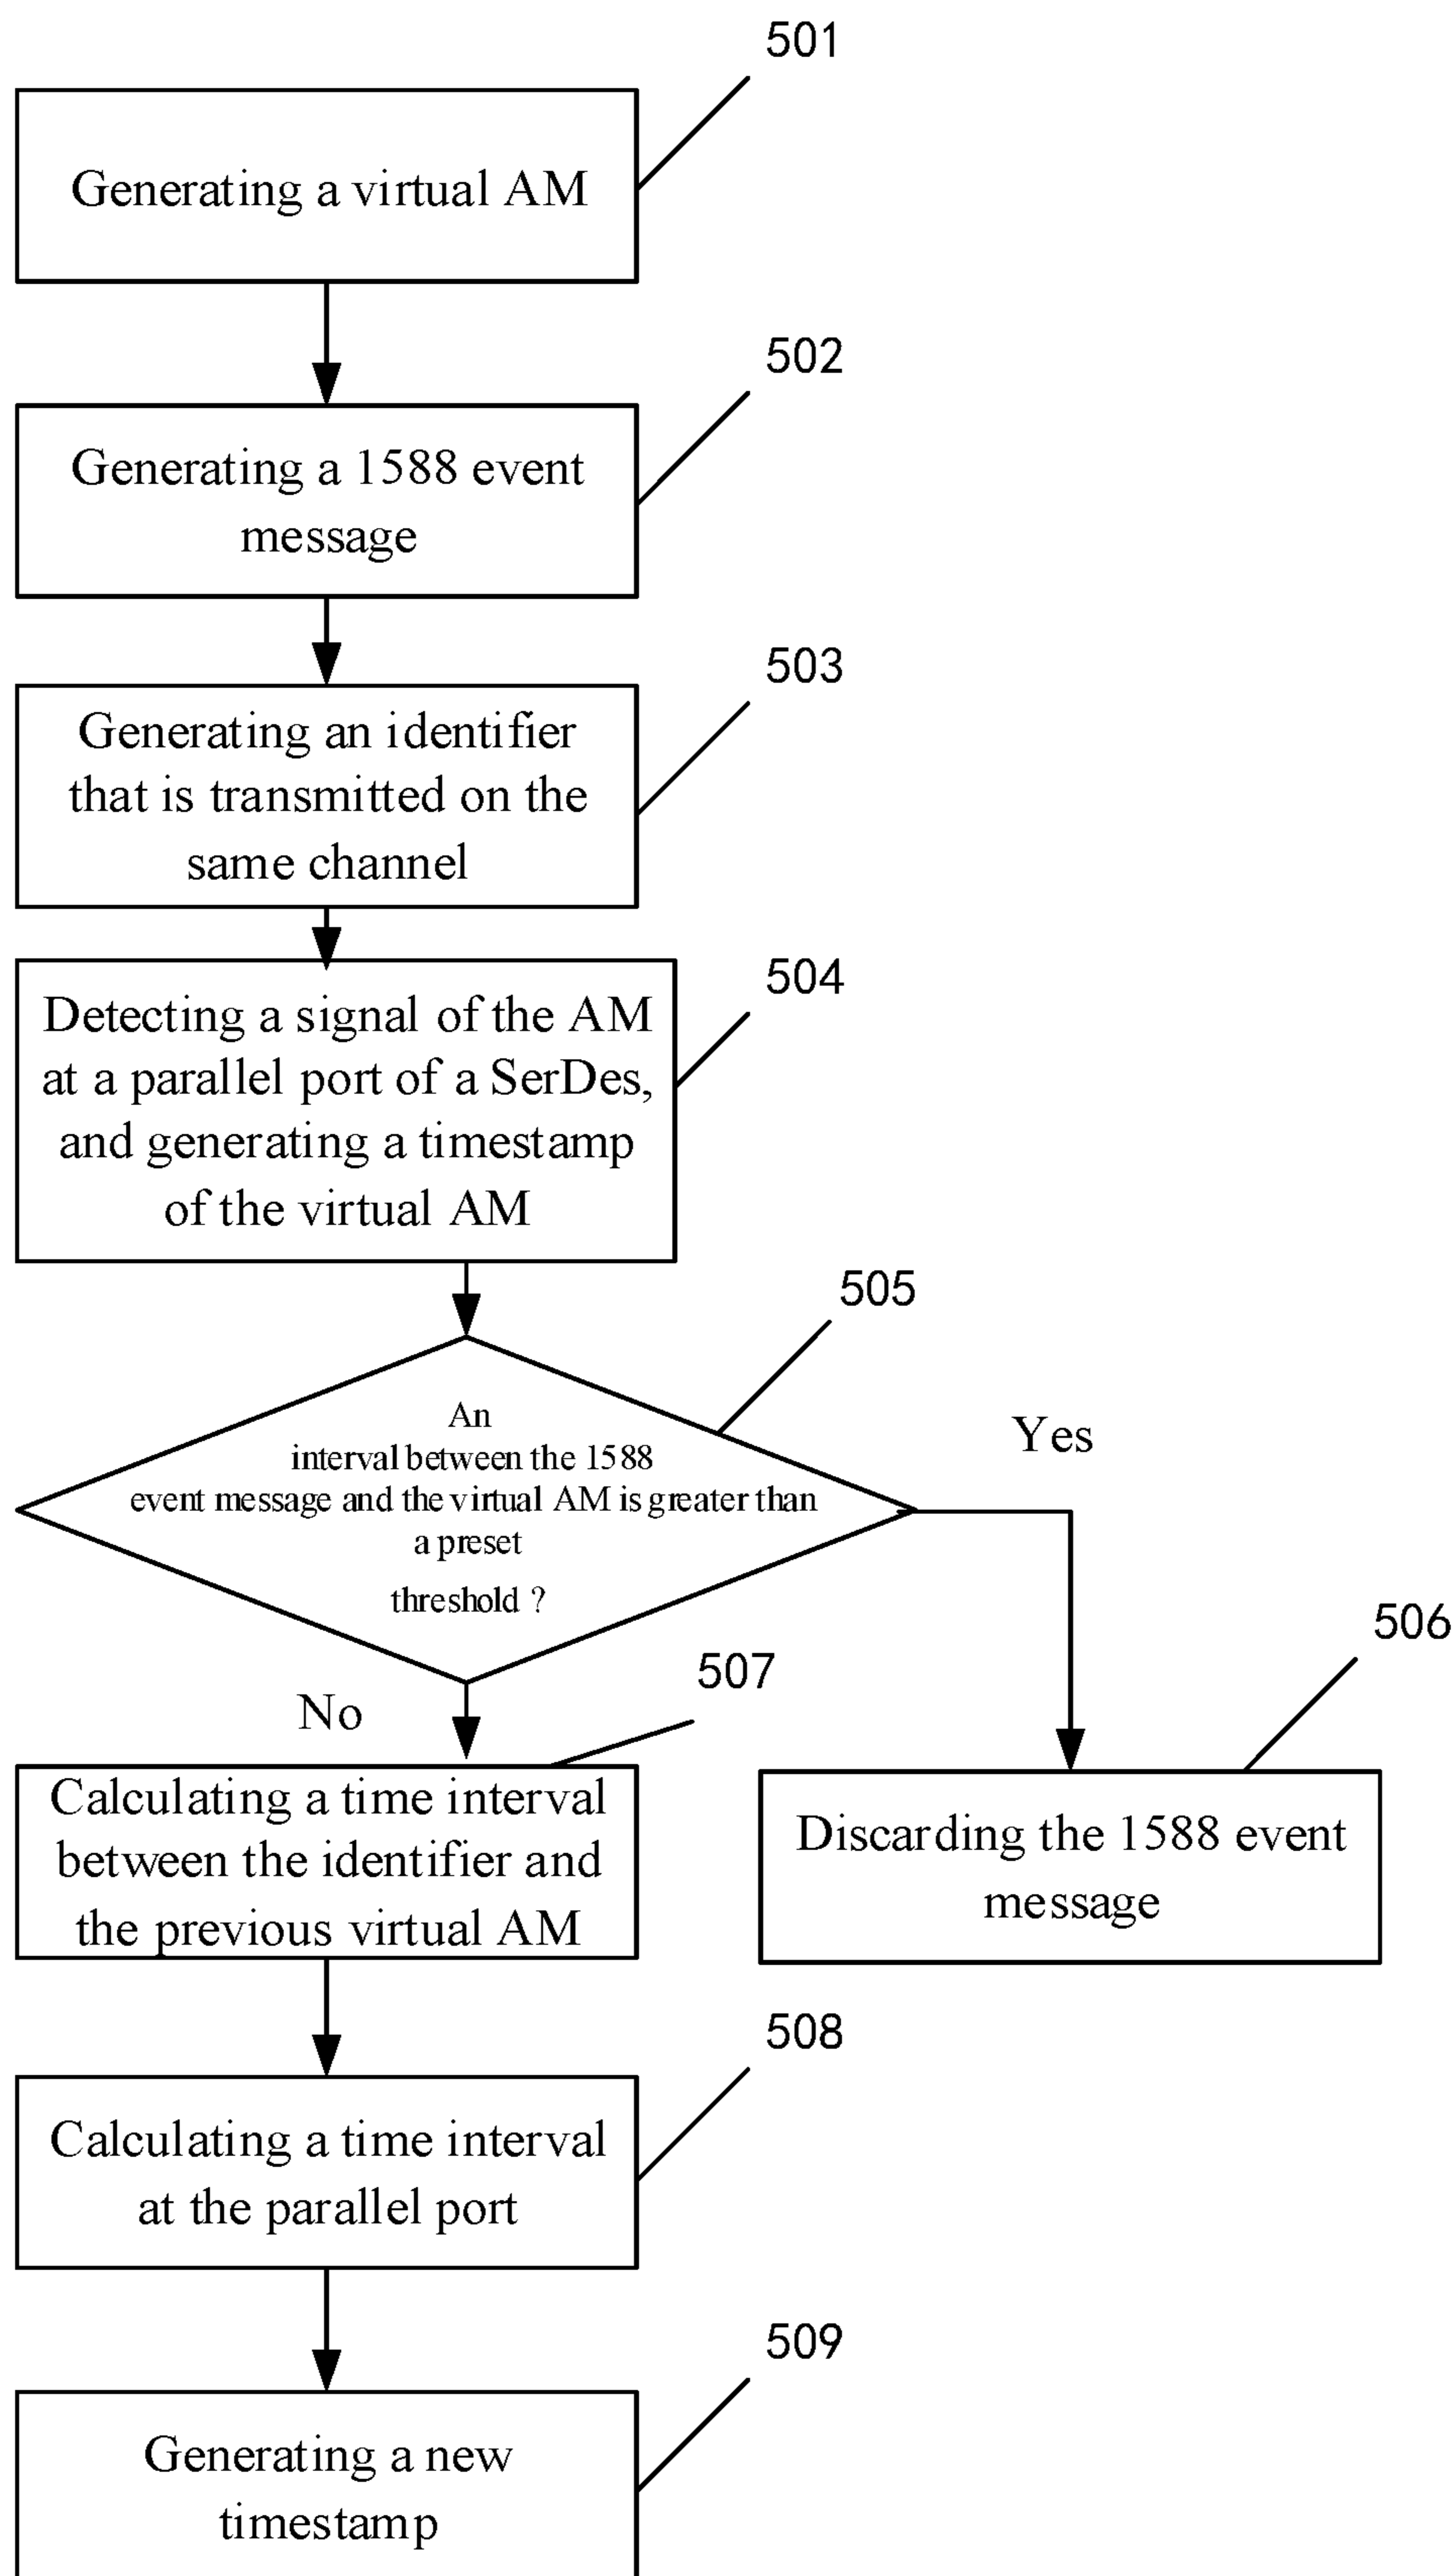 501
Generating a virtual AM
502
Generating a 1588 event
message
503
Generating an identifier
that is transmitted on the
same channel
504
Detecting a signal of the AM
at a parallel port of a SerDes,
and generating a timestamp
of the virtual AM
505
An
interval between the 1588
event message and the virtual AM is greater than
a preset
threshold ?
Yes
506
Discarding the 1588 event
message
No
507
Calculating a time interval
between the identifier and
the previous virtual AM
508
Calculating a time interval
at the parallel port
509
Generating a new
timestamp